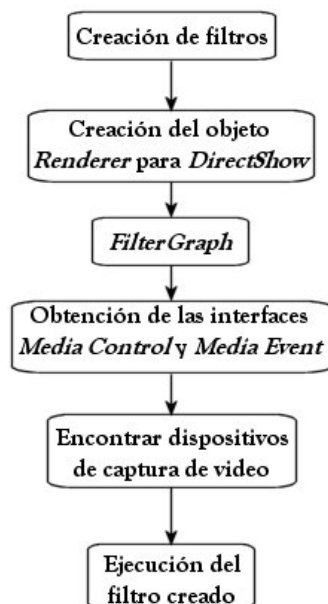 Creación de filtros
Creación del objeto
Renderer para DirectShow
FilterGraph
Obtención de las interfaces
Media Control y Media Event
Encontrar dispositivos
de captura de video
Ejecución del
filtro creado